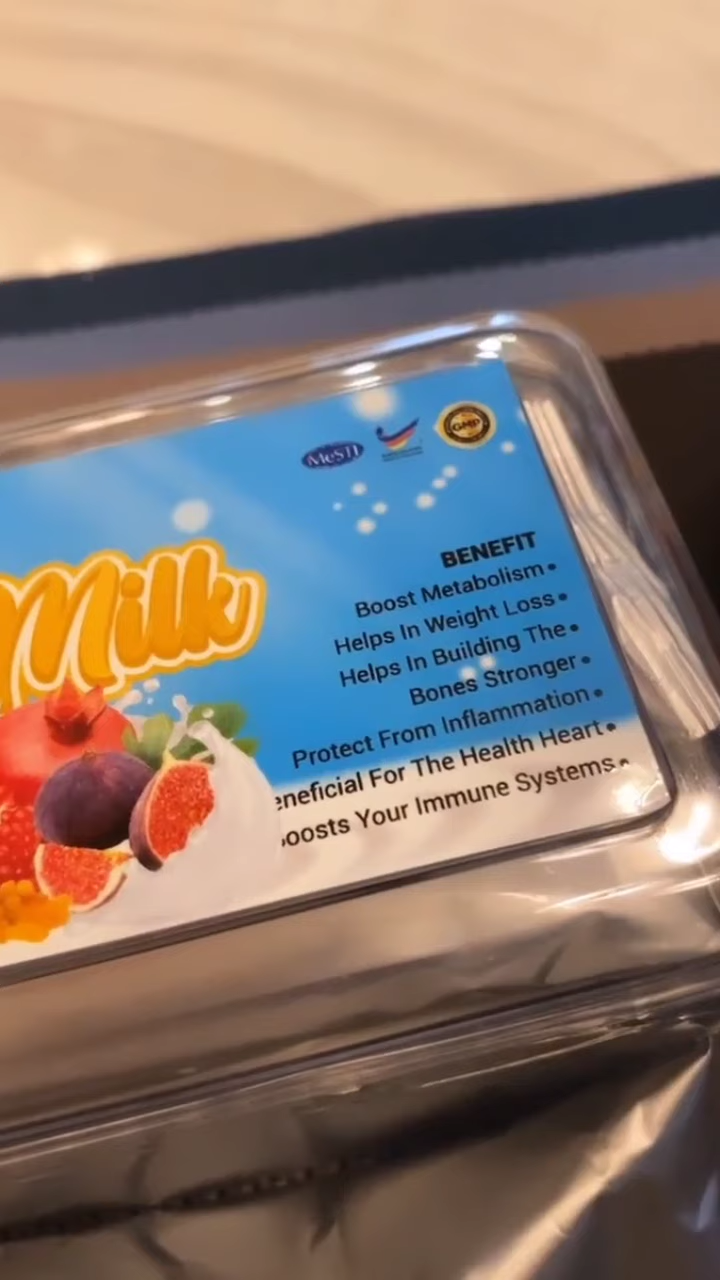 MeSTI
GMP
Milk
BENEFIT
Boost Metabolism•
Helps In Weight Loss•
Helps In Building The•
Bones Stronger•
Protect From Inflammation•
eneficial For The Health Heart•
oosts Your Immune Systems•